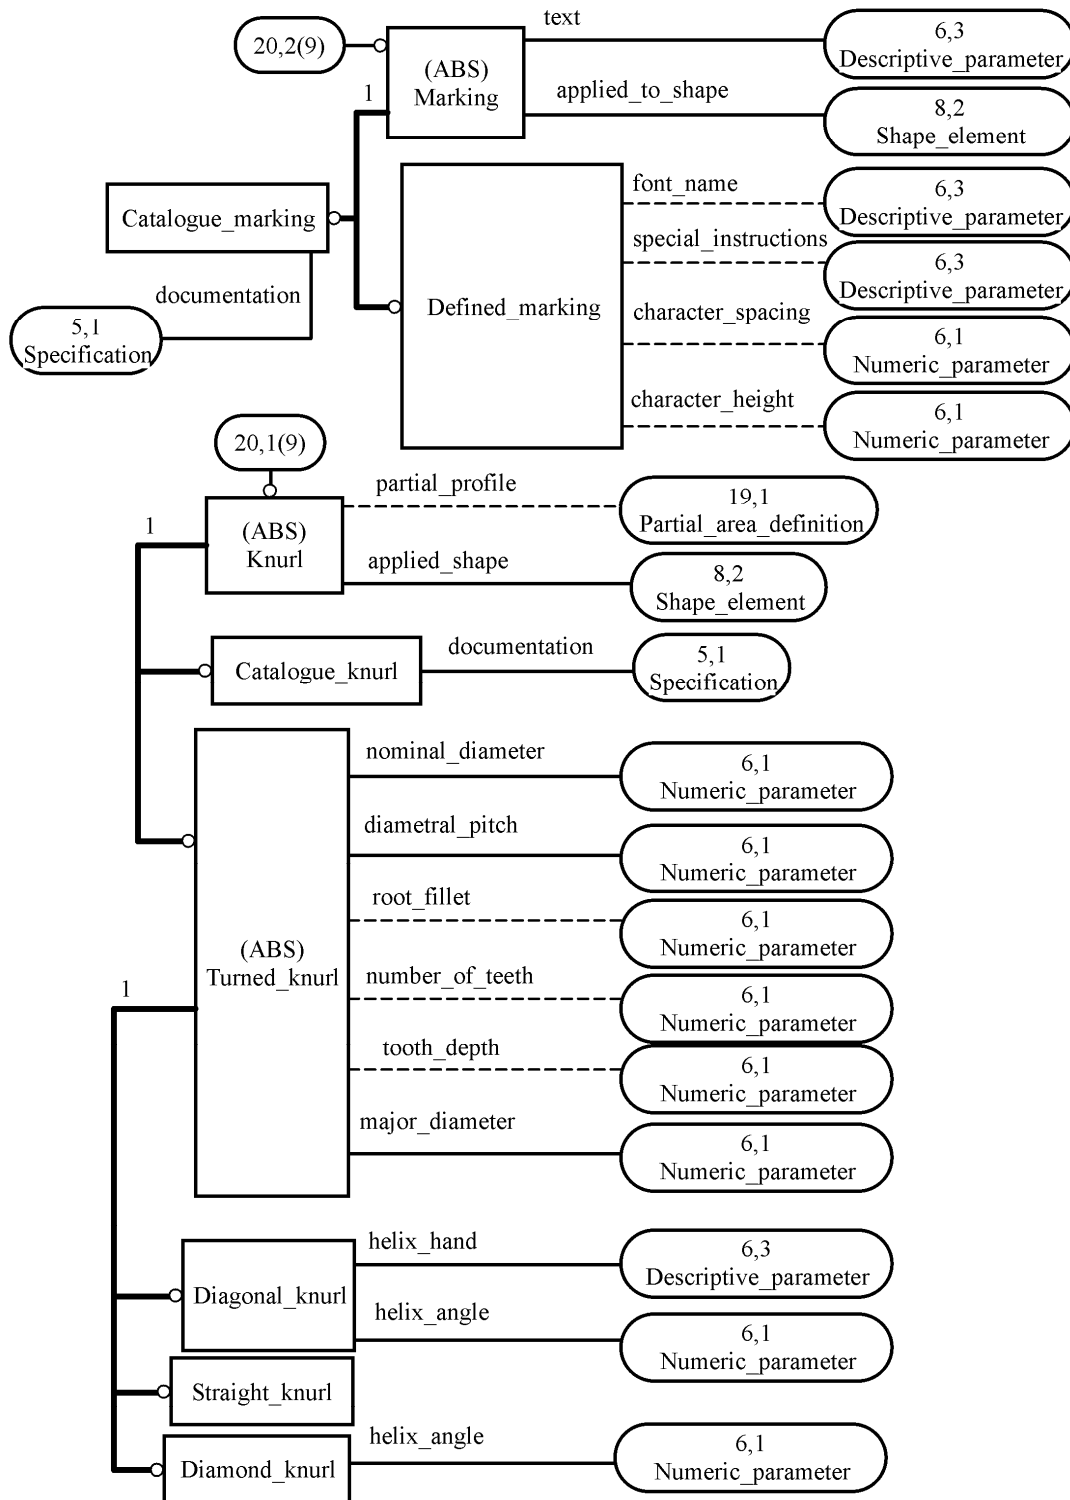 text
20,2(9)
(ABS)
Marking
6,3
Descriptive_parameter
1
applied_to_shape
8,2
Shape_element
Catalogue_marking
documentation
5,1
Specification
Defined_marking
font_name
6,3
Descriptive_parameter
special_instructions
6,3
Descriptive_parameter
character_spacing
6,1
Numeric_parameter
character_height
6,1
Numeric_parameter
20,1(9)
1
(ABS)
Knurl
partial_profile
19,1
Partial_area_definition
applied_shape
8,2
Shape_element
Catalogue_knurl
documentation
5,1
Specification
1
(ABS)
Turned_knurl
nominal_diameter
6,1
Numeric_parameter
diametral_pitch
6,1
Numeric_parameter
root_fillet
6,1
Numeric_parameter
number_of_teeth
6,1
Numeric_parameter
tooth_depth
6,1
Numeric_parameter
major_diameter
6,1
Numeric_parameter
Diagonal_knurl
helix_hand
6,3
Descriptive_parameter
helix_angle
6,1
Numeric_parameter
Straight_knurl
Diamond_knurl
helix_angle
6,1
Numeric_parameter